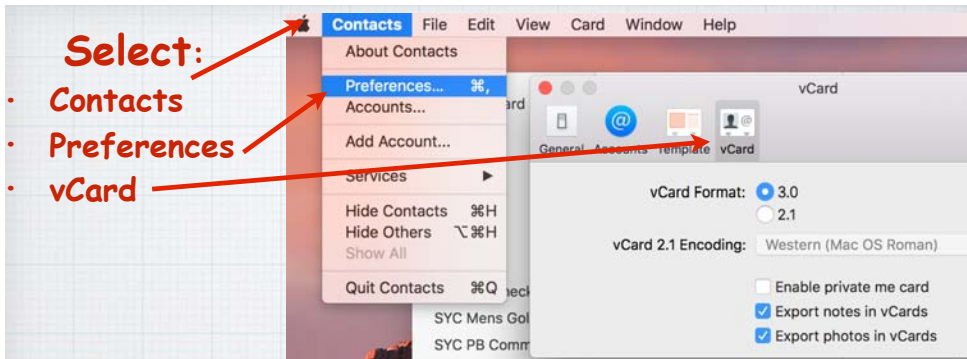 Select:
· Contacts
· Preferences
· vCard
Contacts File Edit View Card Window Help
About Contacts
Preferences... ⌘,
Accounts...
Add Account...
Services ▶
Hide Contacts ⌘H
Hide Others ⌥⌘H
Show All
Quit Contacts ⌘Q
ard
SYC Mens Gol
SYC PB Comm
vCard
General Accounts Template vCard
vCard Format: 3.0
2.1
vCard 2.1 Encoding: Western (Mac OS Roman)
Enable private me card
Export notes in vCards
Export photos in vCards